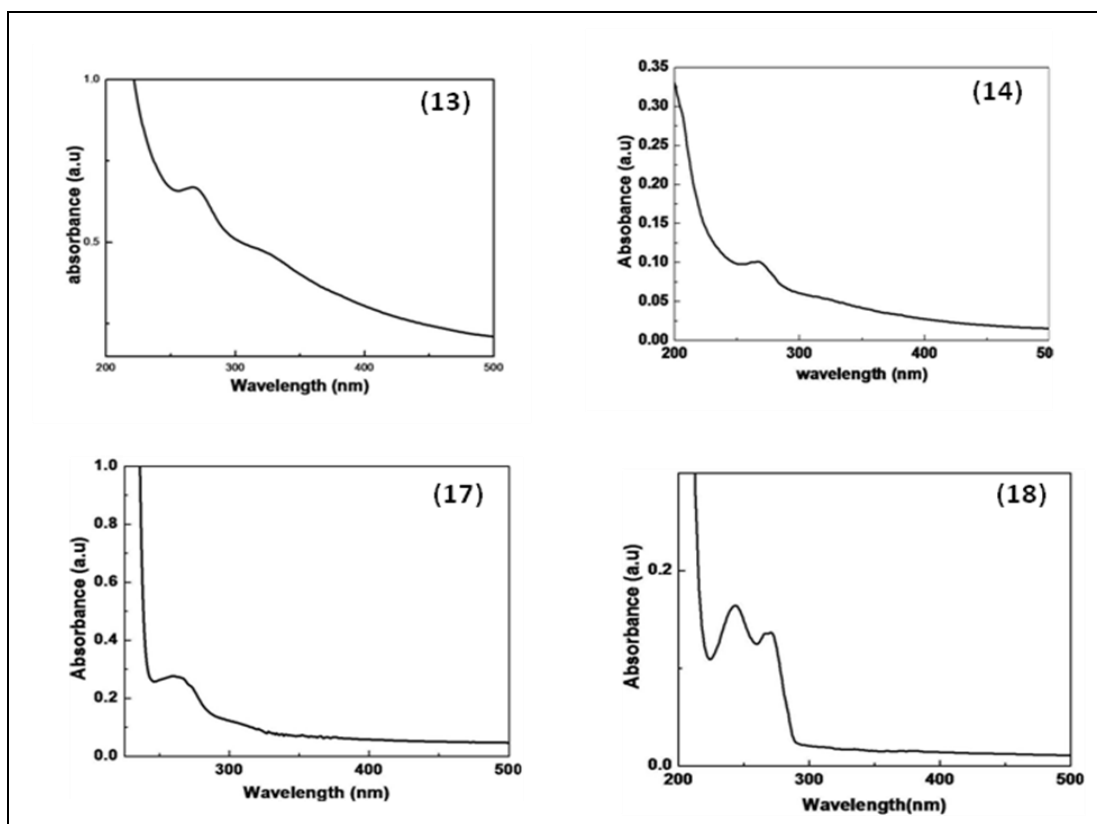 (13)
1.0
0.5
absorbance (a.u)
200 300 400 500
Wavelength (nm)
(14)
0.35
0.30
0.25
0.20
0.15
0.10
0.05
0.00
Absobance (a.u)
200 300 400 500
wavelength (nm)
(17)
1.0
0.8
0.6
0.4
0.2
0.0
Absorbance (a.u)
300 400 500
Wavelength (nm)
(18)
0.2
0.0
Absorbance (a.u)
200 300 400 500
Wavelength(nm)